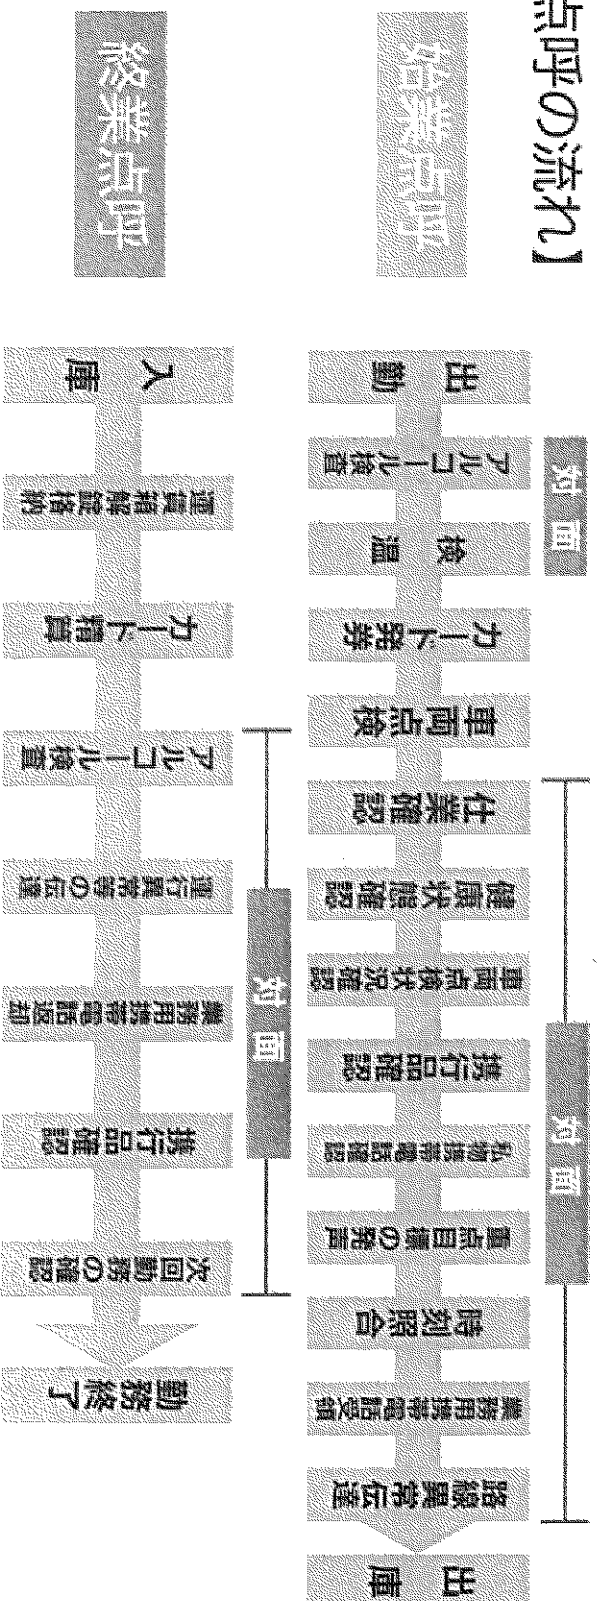 点呼の流れ】
始業点呼
対面
出勤
アルコール検査
検温
カード発券
車両点検
仕業確認
健康状態確認
車両点検状況確認
携行品確認
私物携帯電話確認
重点目標の発声
時刻照合
業務用携帯電話受領
路線異常伝達
出庫
対面
終業点呼
入庫
運賃箱解錠格納
カード精算
アルコール検査
運行異常等の伝達
業務用携帯電話返却
携行品確認
次回勤務の確認
勤務終了
対面